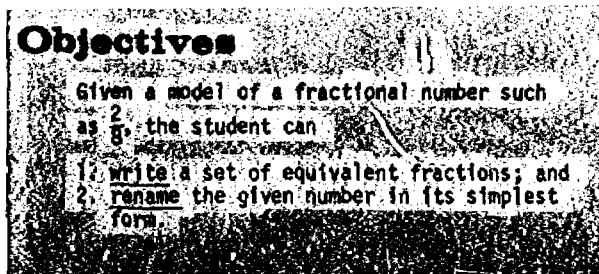 Objectives
Given a model of a fractional number such
as 2/8, the student can
1. write a set of equivalent fractions; and
2. rename the given number in its simplest
form.